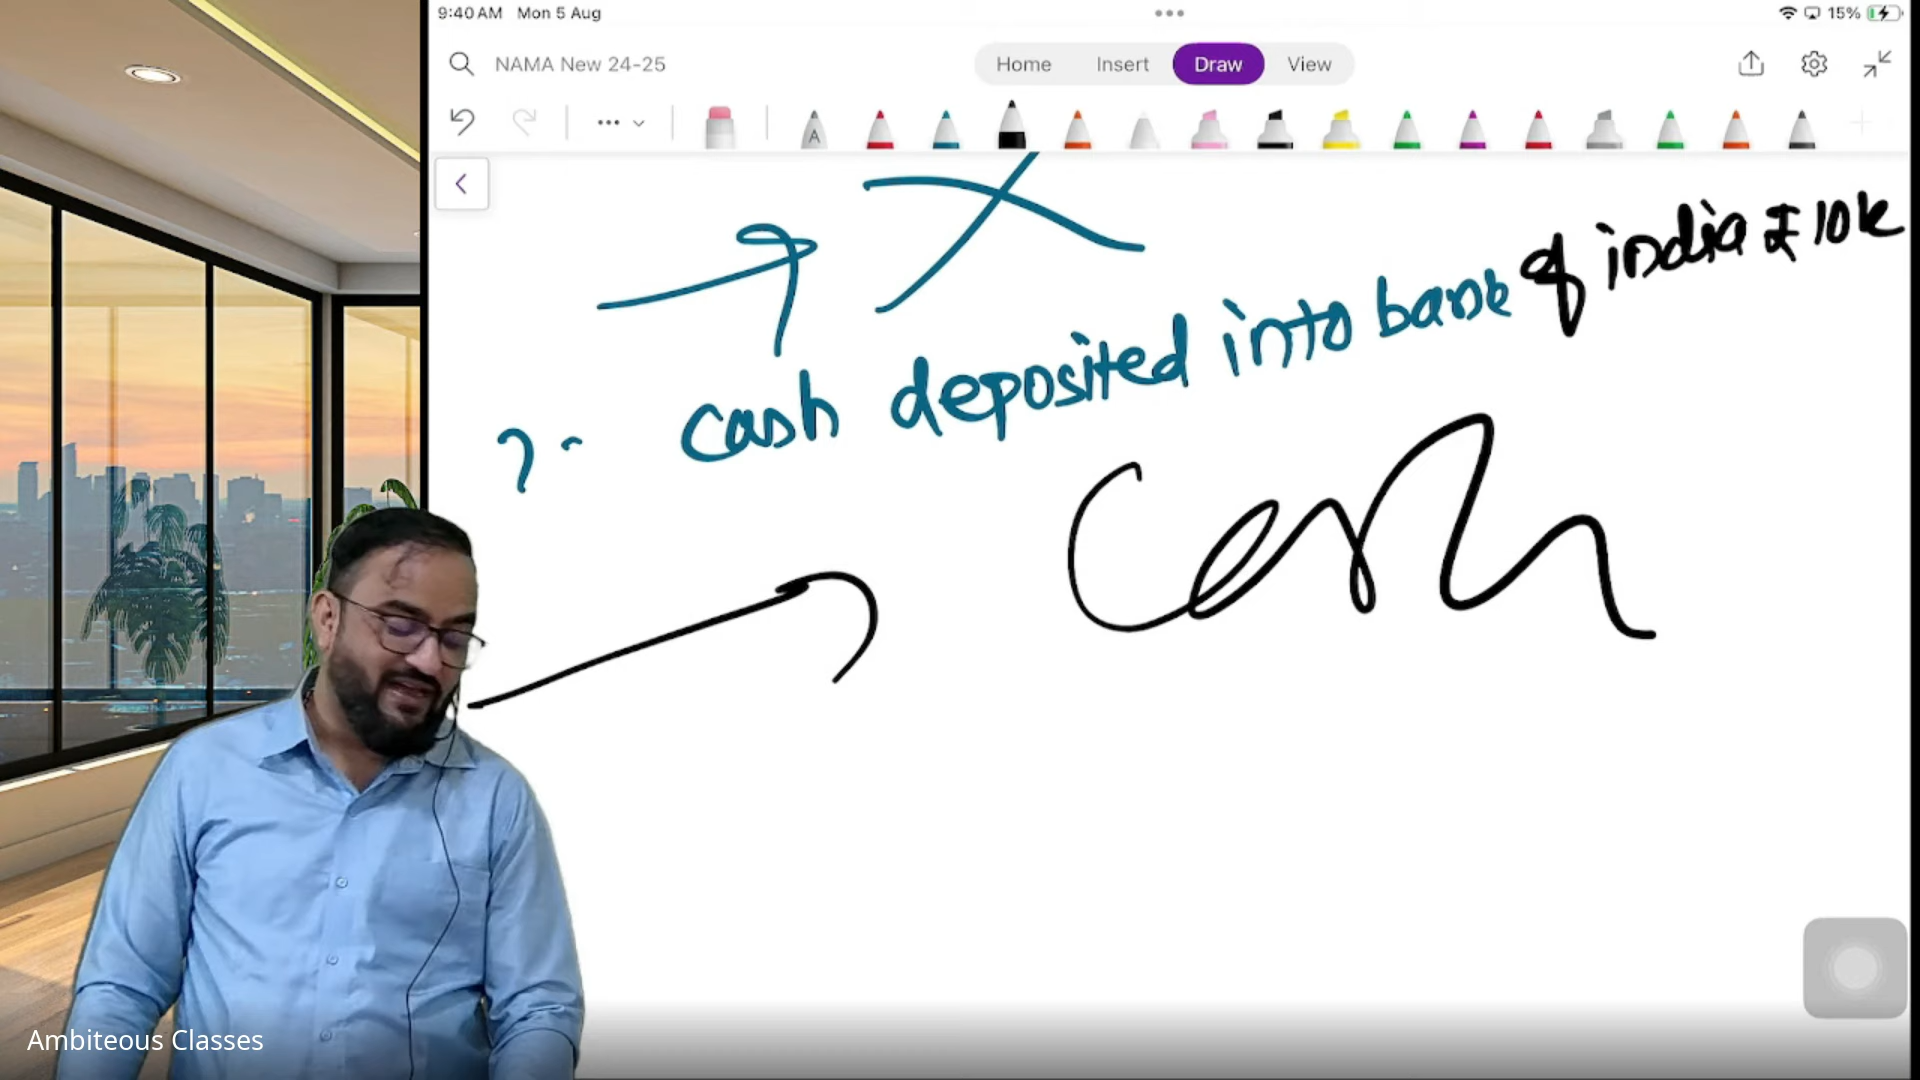 9:40 AM Mon 5 Aug
15%
NAMA New 24-25
Home Insert Draw View
A
cash deposited into bank of india ₹ 10k
Cash
Ambiteous Classes